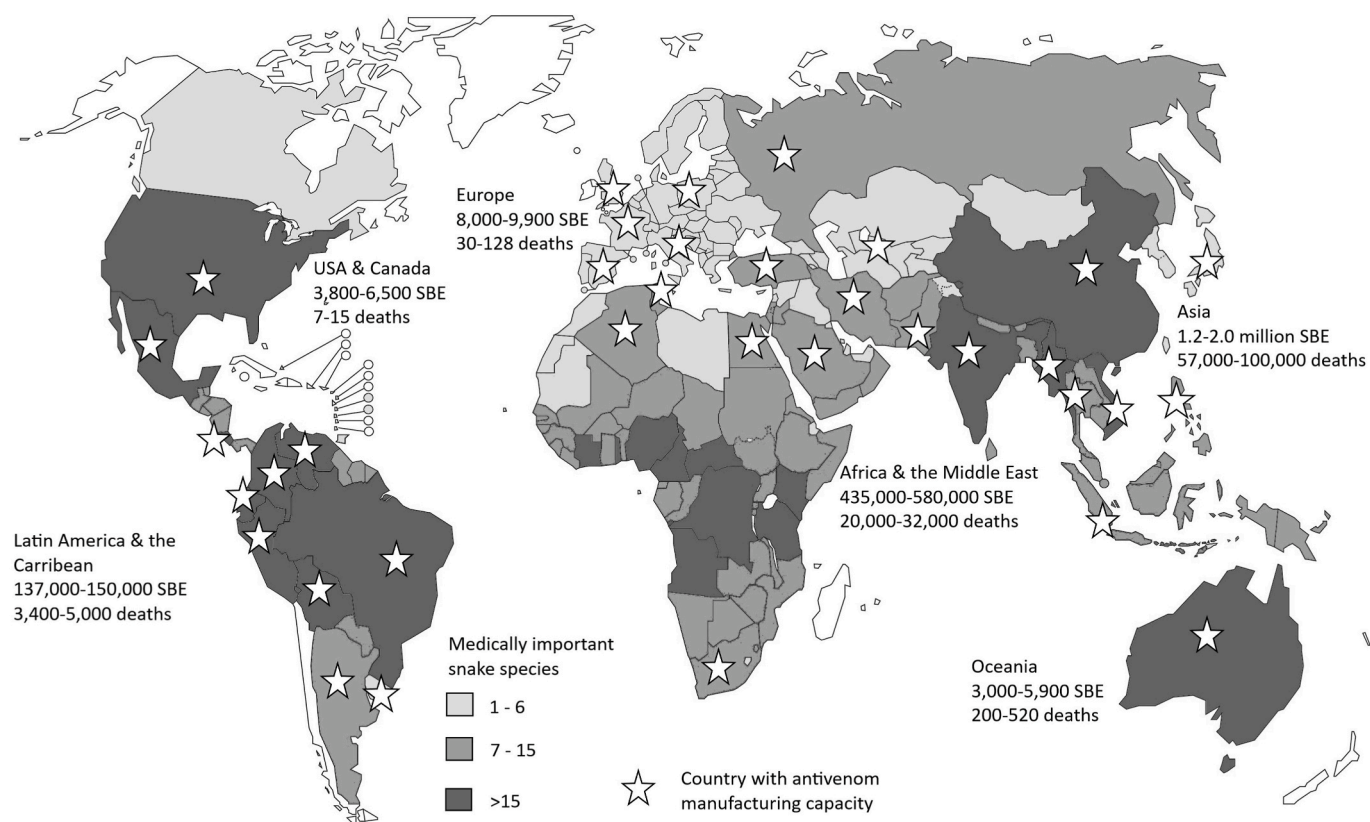 Europe
8,000-9,900 SBE
30-128 deaths
USA & Canada
3,800-6,500 SBE
7-15 deaths
Asia
1.2-2.0 million SBE
57,000-100,000 deaths
Africa & the Middle East
435,000-580,000 SBE
20,000-32,000 deaths
Latin America & the
Carribean
137,000-150,000 SBE
3,400-5,000 deaths
Oceania
3,000-5,900 SBE
200-520 deaths
Medically important
snake species
1 - 6
7 - 15
>15
Country with antivenom
manufacturing capacity